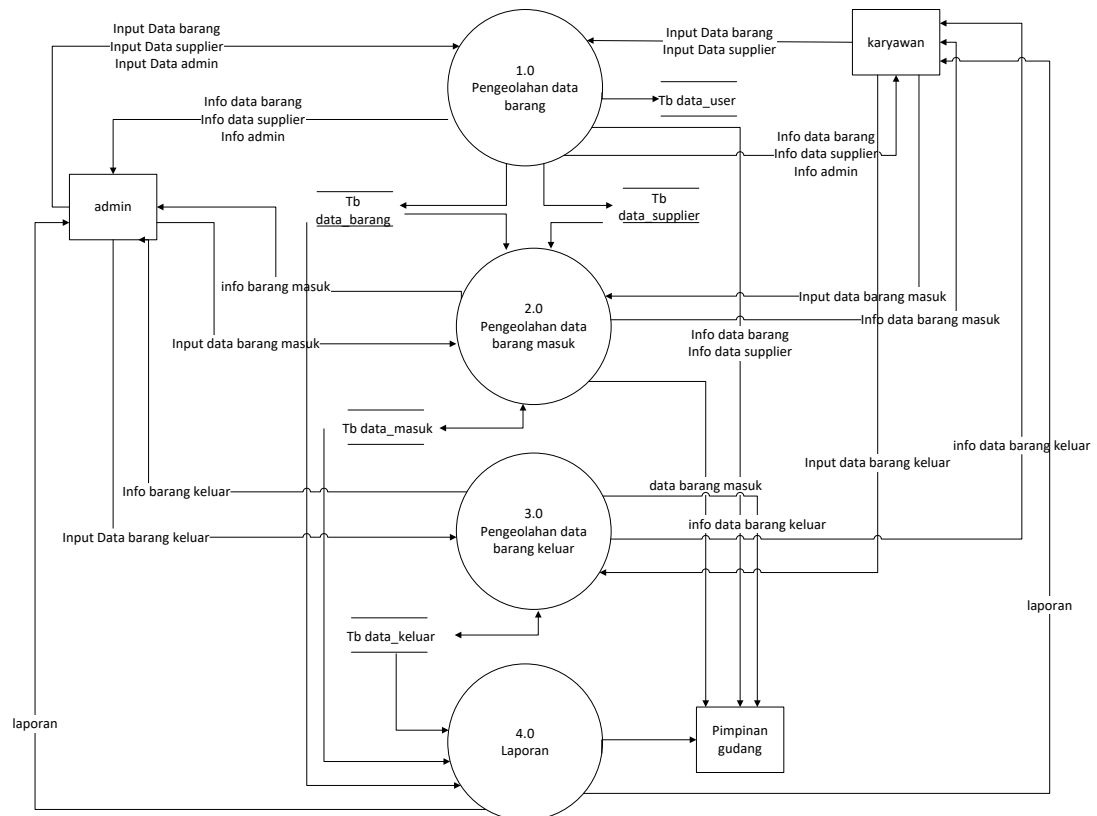 Input Data barang
Input Data supplier
Input Data admin
Input Data barang
Input Data supplier
karyawan
1.0
Pengeolahan data
barang
Tb data_user
Info data barang
Info data supplier
Info admin
Info data barang
Info data supplier
Info admin
admin
Tb
data_barang
Tb
data_supplier
info barang masuk
2.0
Pengeolahan data
barang masuk
Input data barang masuk
Info data barang masuk
Input data barang masuk
Info data barang
Info data supplier
Tb data_masuk
info data barang keluar
Input data barang keluar
Info barang keluar
3.0
Pengeolahan data
barang keluar
data barang masuk
info data barang keluar
Input Data barang keluar
laporan
Tb data_keluar
laporan
4.0
Laporan
Pimpinan
gudang